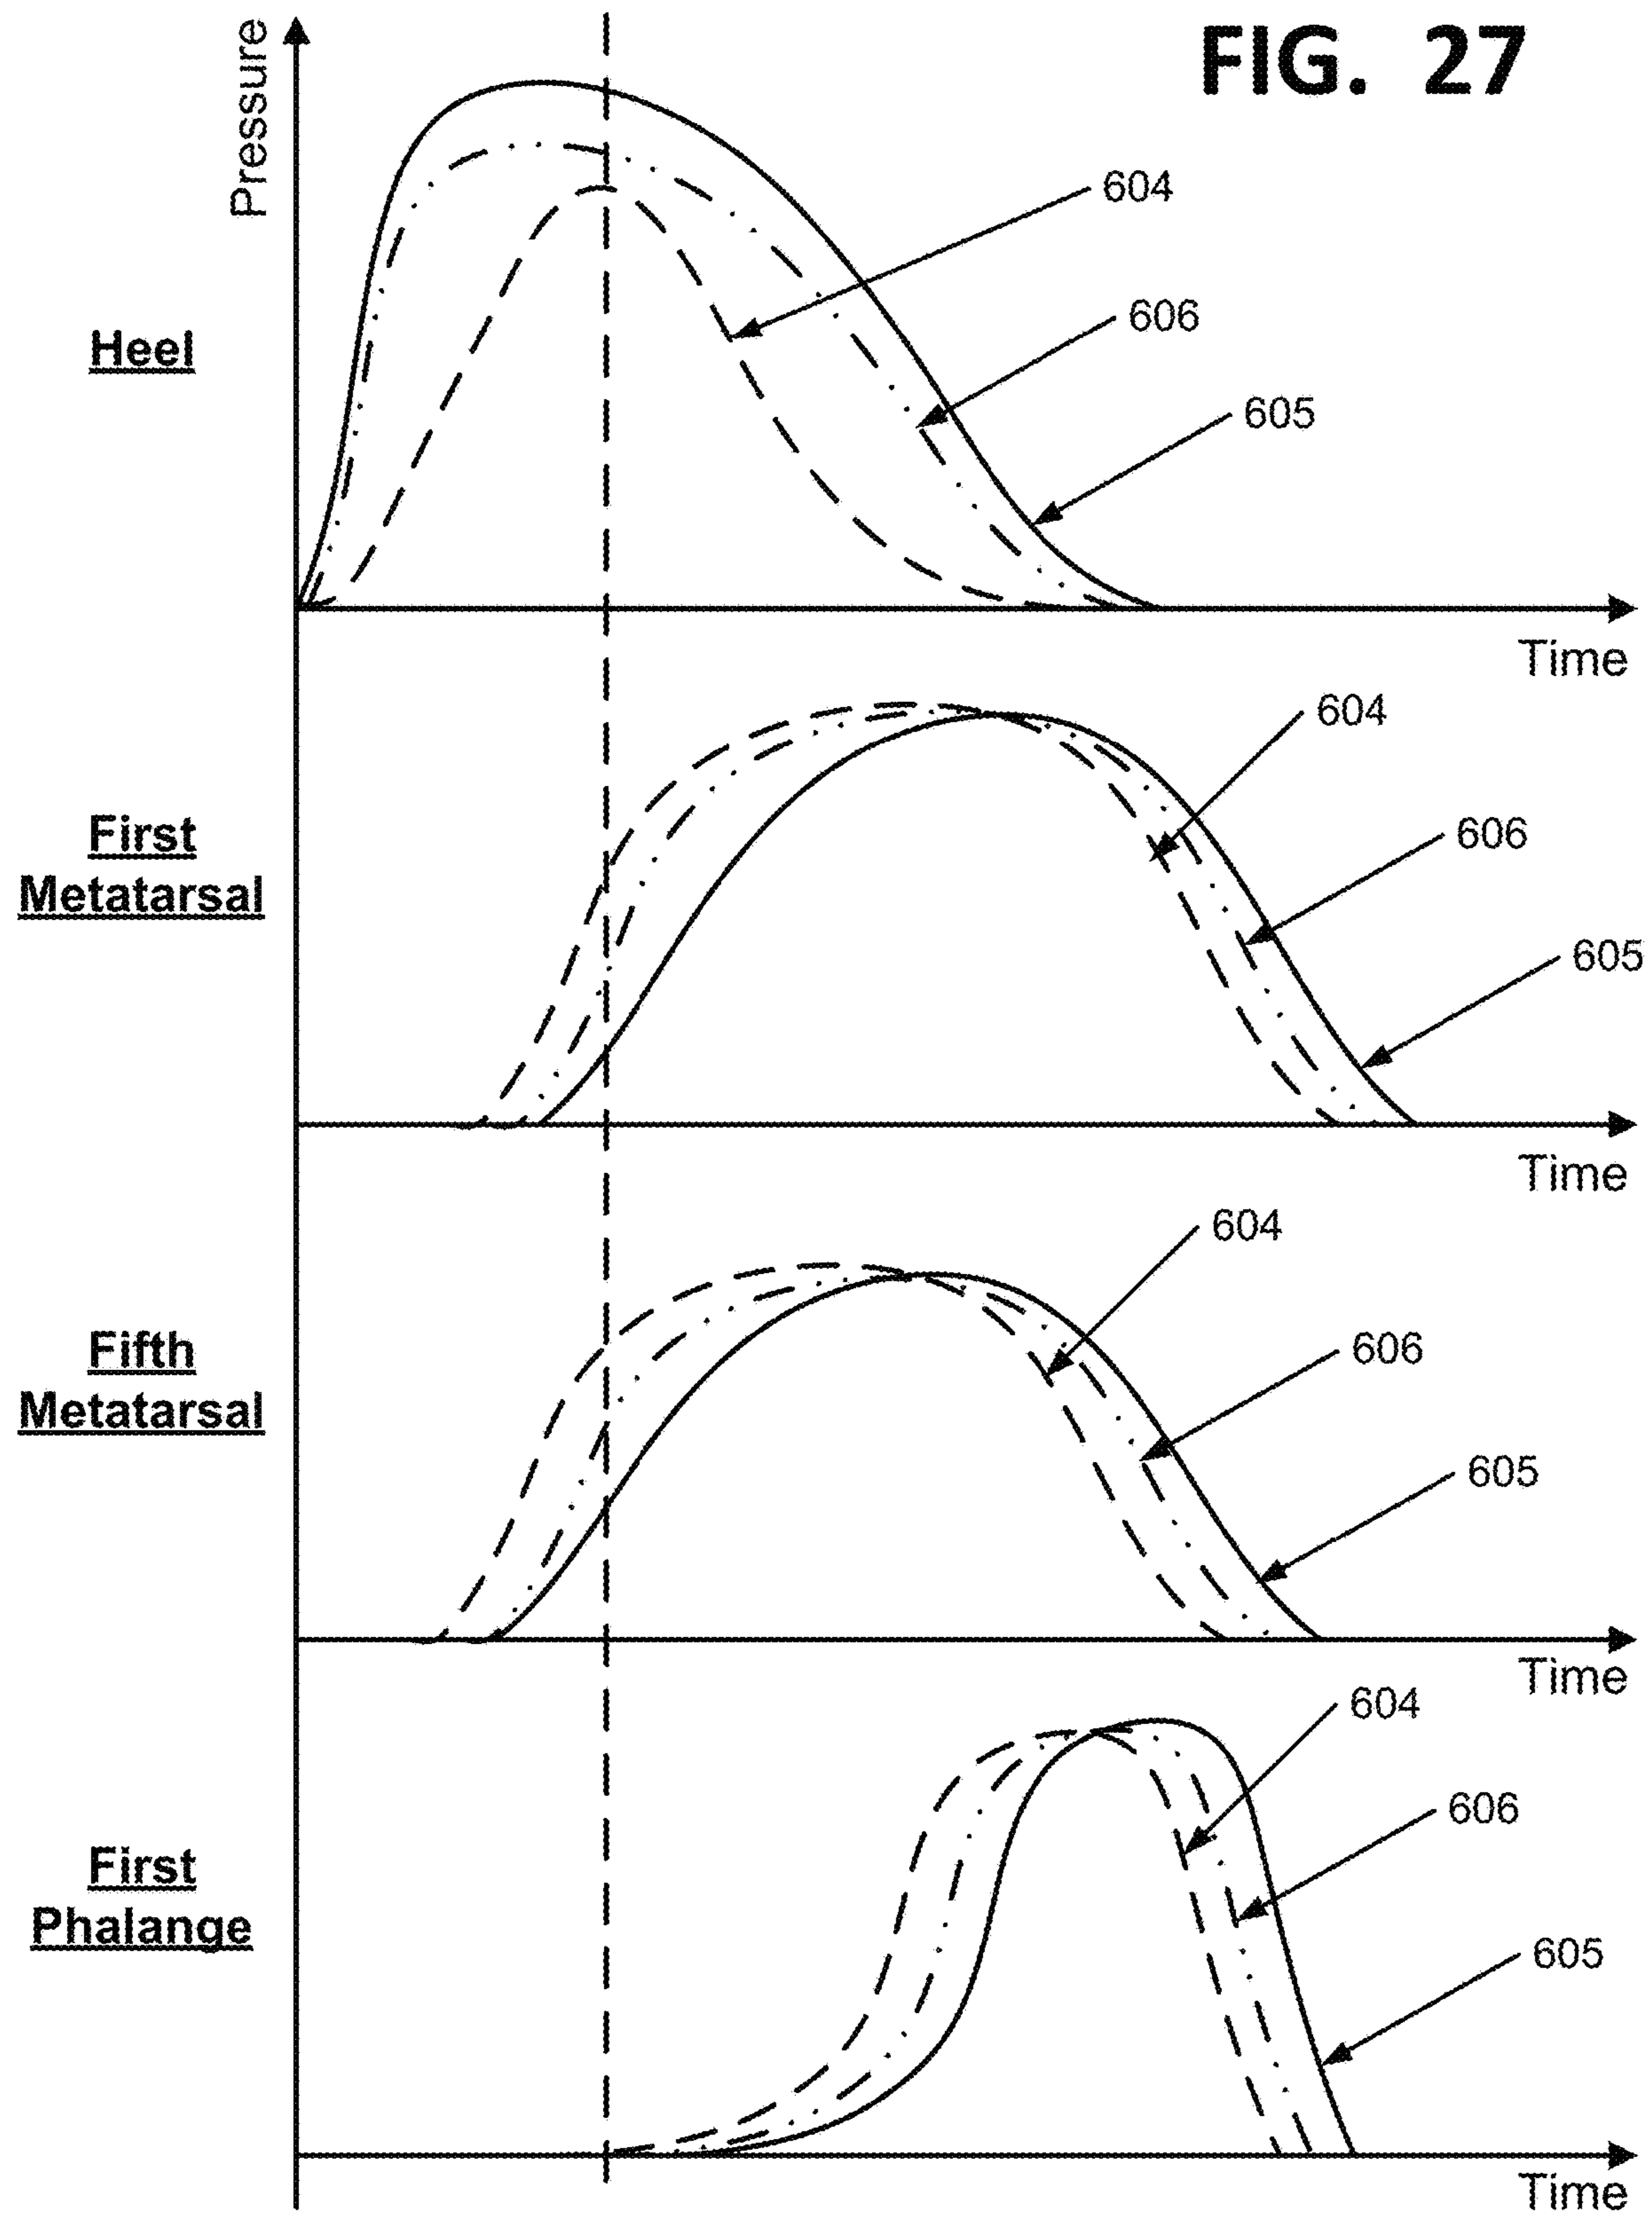 FIG. 27
Pressure
604
606
Heel
605
Time
604
First
Metatarsal
606
605
Time
604
Fifth
Metatarsal
606
605
Time
604
606
First
Phalange
605
Time